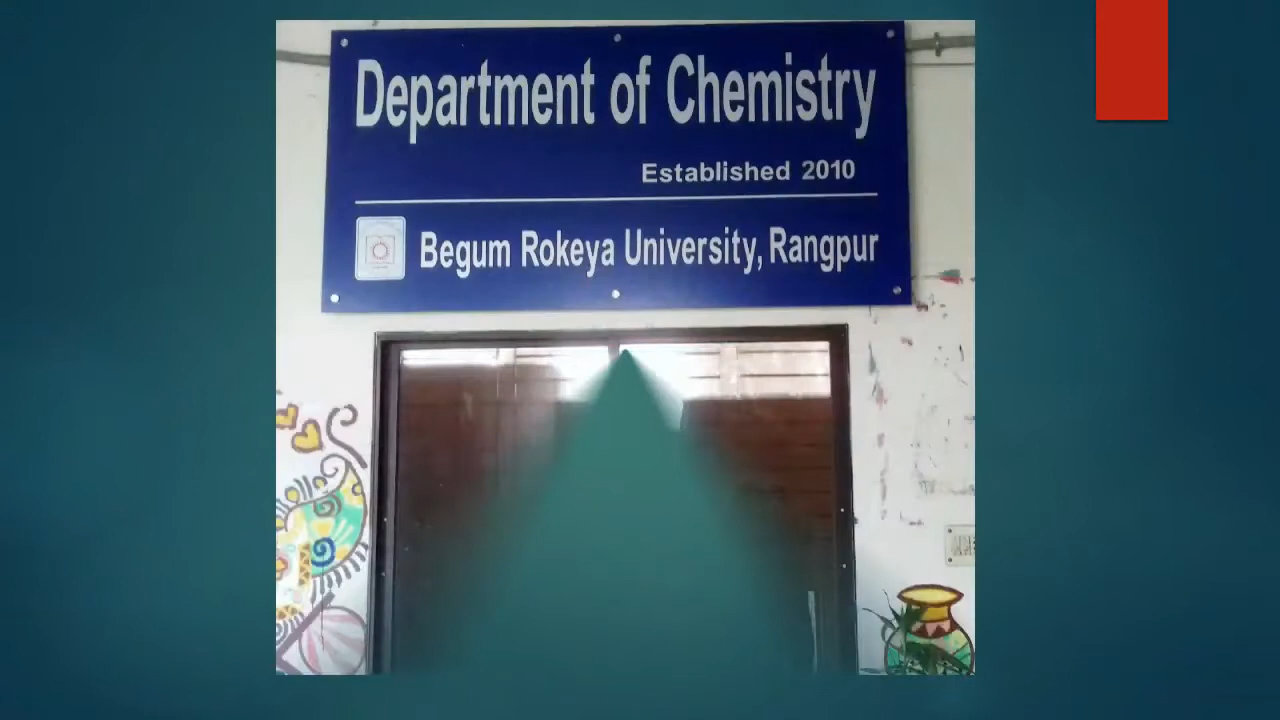 Department of Chemistry
Established 2010
Begum Rokeya University, Rangpur